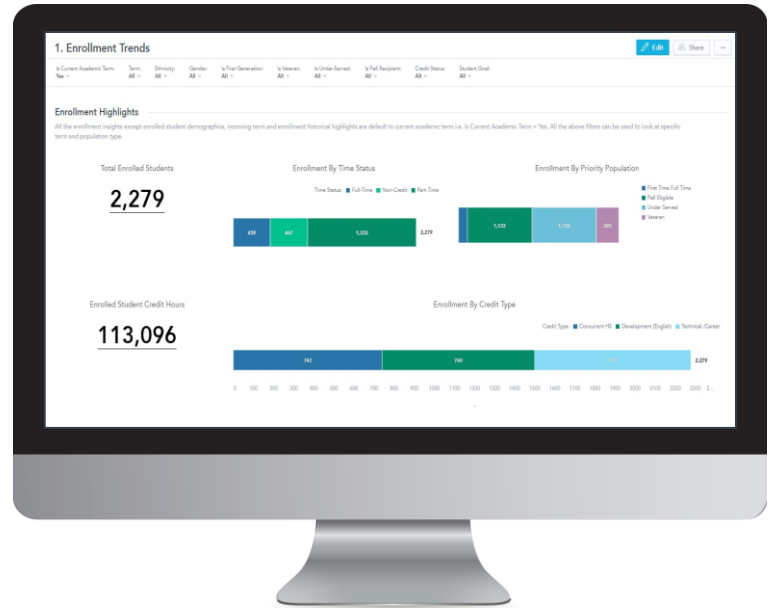 1. Enrollment Trends
Edit
Share
Is Current Academic Term: Term: Ethnicity: Gender: Is First Generation: Is Veteran: Is Under-Served: Is Pell Recipient: Credit Status: Student Goal:
Yes All All All All All All All All All
Enrollment Highlights
All the enrollment insights except enrolled student demographics, incoming term and enrollment historical highlights are default to current academic term i.e. Is Current Academic Term = Yes. All the above filters can be used to look at specific
term and population type.
Total Enrolled Students
2,279
Enrollment By Time Status
Time Status: Full-Time Non-Credit Part-Time
2,279
Enrollment By Priority Population
First Time Full Time
Pell Eligible
Under Served
Veteran
1,132 1,132
Enrolled Student Credit Hours
113,096
Enrollment By Credit Type
Credit Type: Concurrent HS Development (English) Technical /Career
742 760 2,279
0 100 200 300 400 500 600 700 800 900 1000 1100 1200 1300 1400 1500 1600 1700 1800 1900 2000 2100 2200 2300 2...